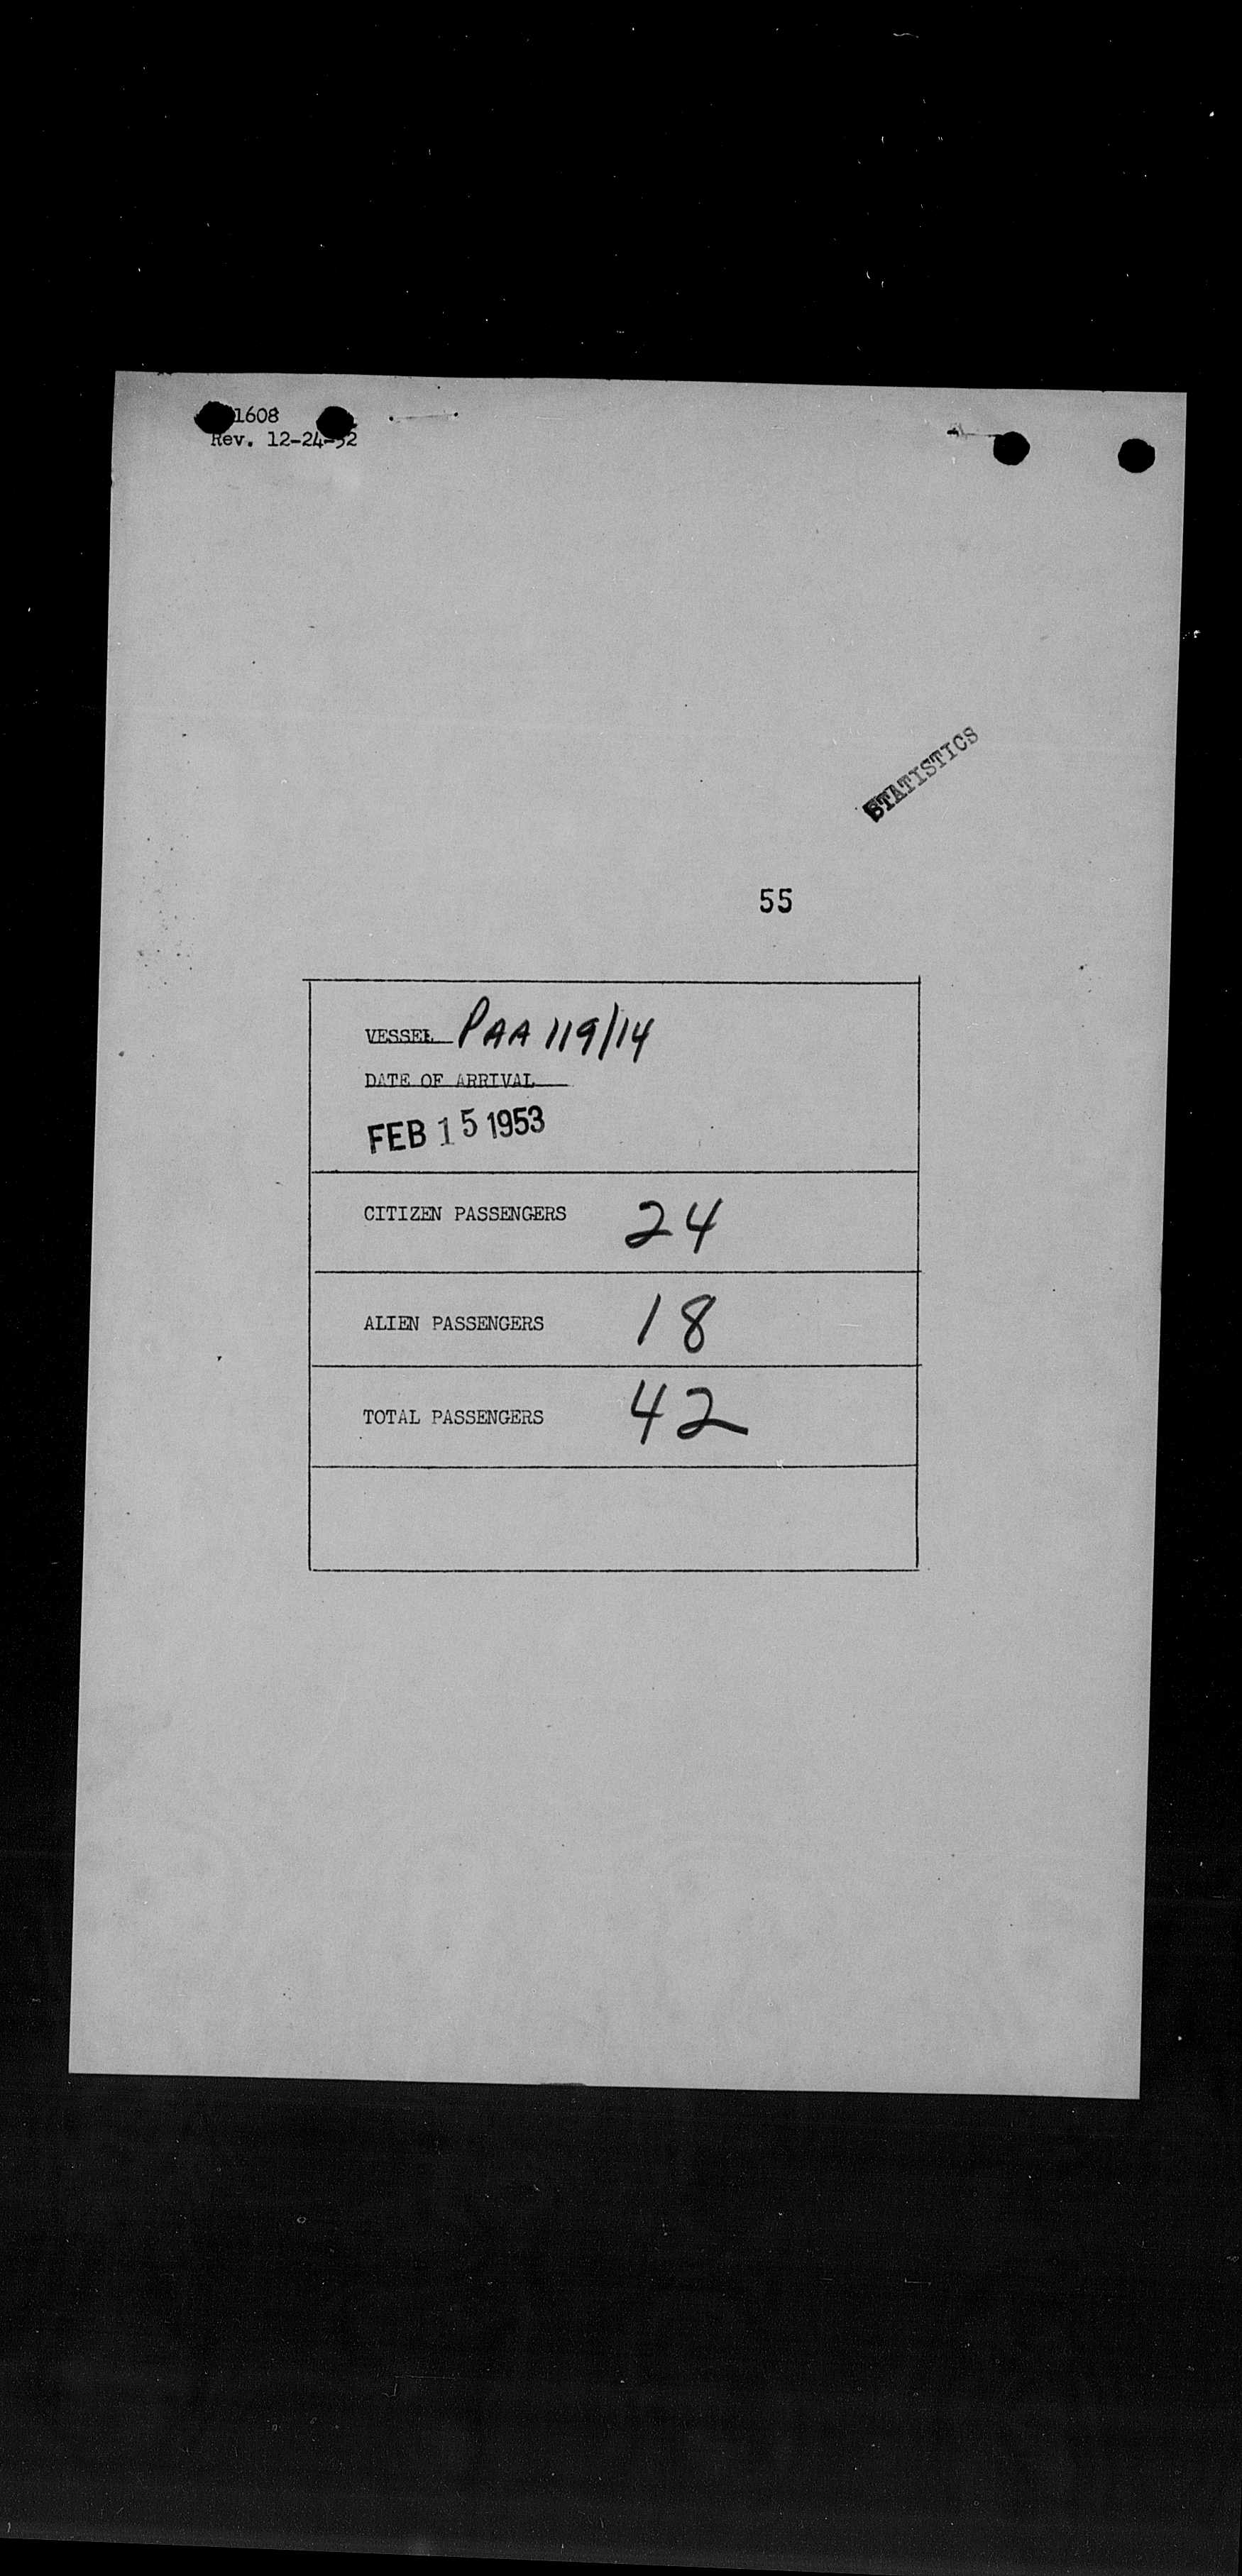 1608
Rev. 12-24-52
STATISTICS
55
VESSEL PAA 119/14
DATE OF ARRIVAL
FEB 15 1953
CITIZEN PASSENGERS 24
ALIEN PASSENGERS 18
TOTAL PASSENGERS 42